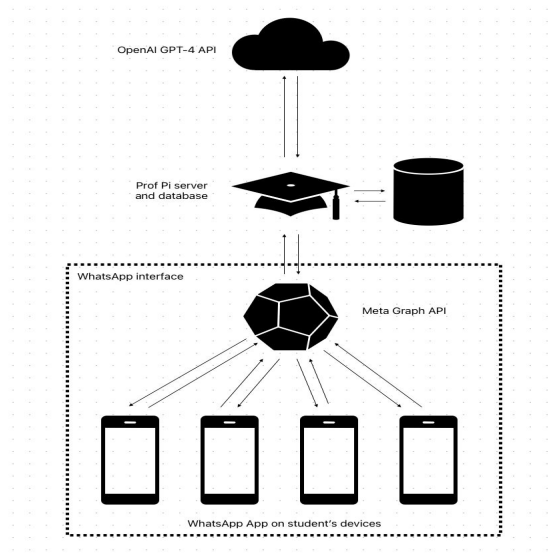 OpenAI GPT-4 API
Prof Pi server
and database
WhatsApp interface
Meta Graph API
WhatsApp App on student's devices